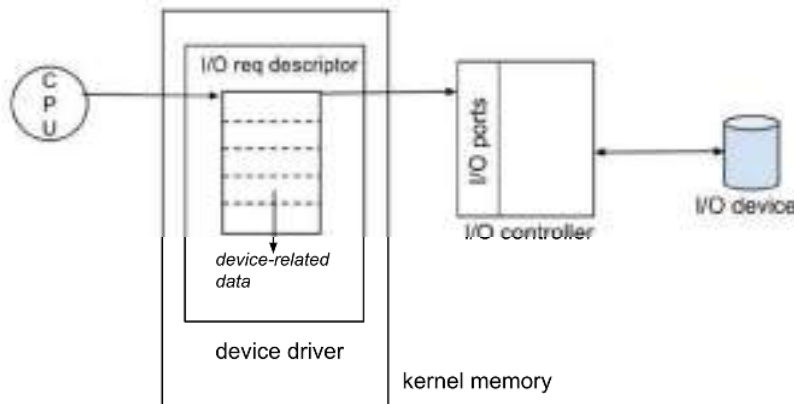 I/O req descriptor
C
P
U
I/O ports
I/O device
I/O controller
device-related
data
device driver
kernel memory